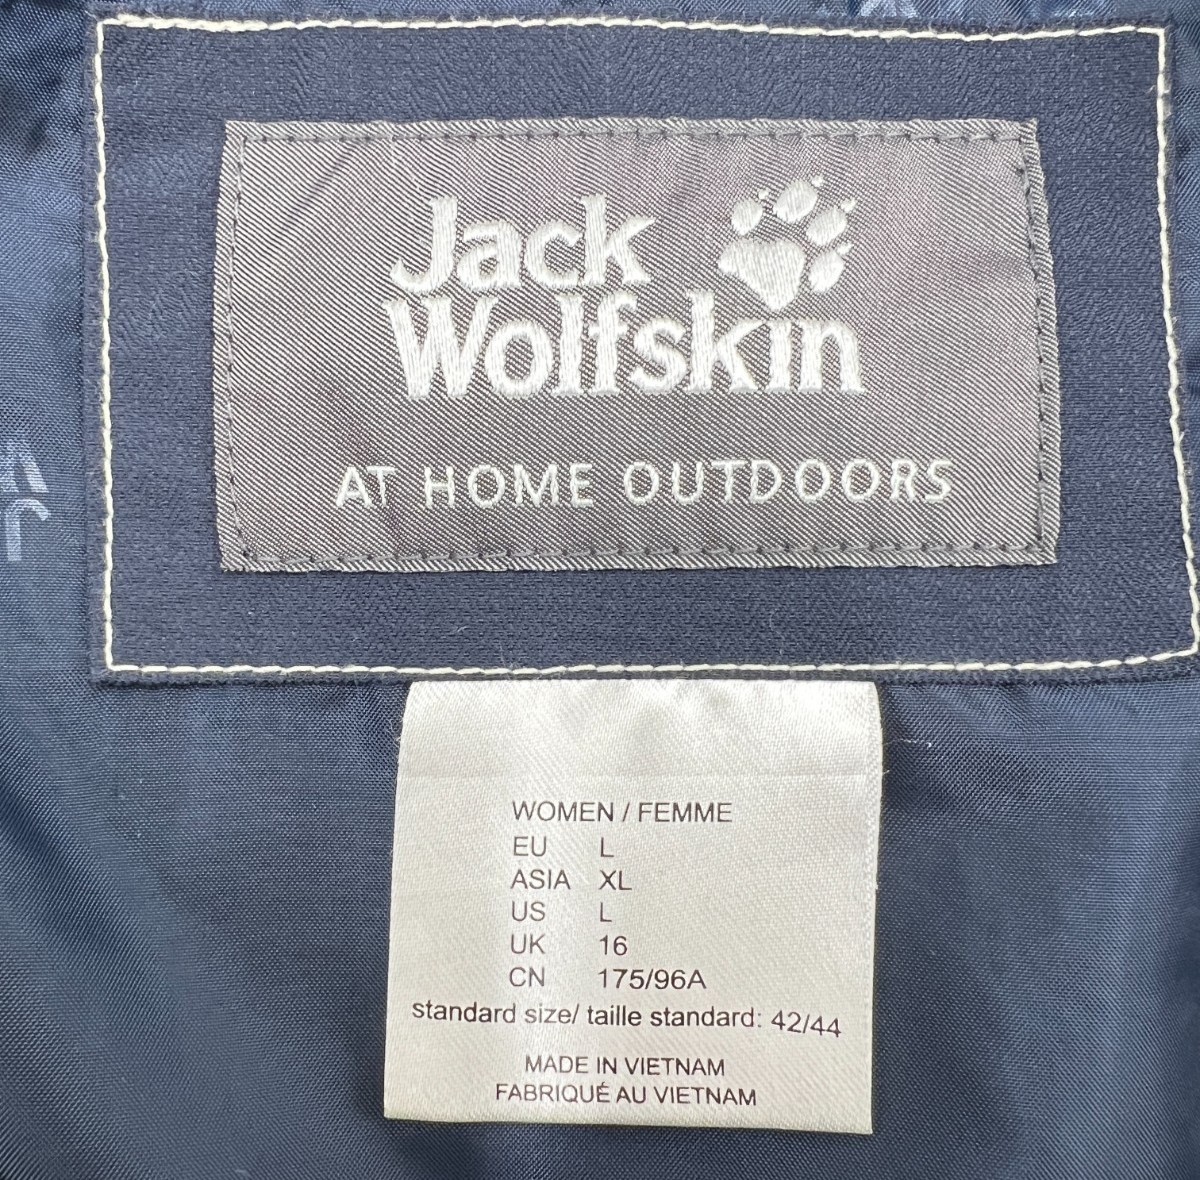 Jack
Wolfskin
AT HOME OUTDOORS
WOMEN / FEMME
EU L
ASIA XL
US L
UK 16
CN 175/96A
standard size/ taille standard: 42/44
MADE IN VIETNAM
FABRIQUÉ AU VIETNAM